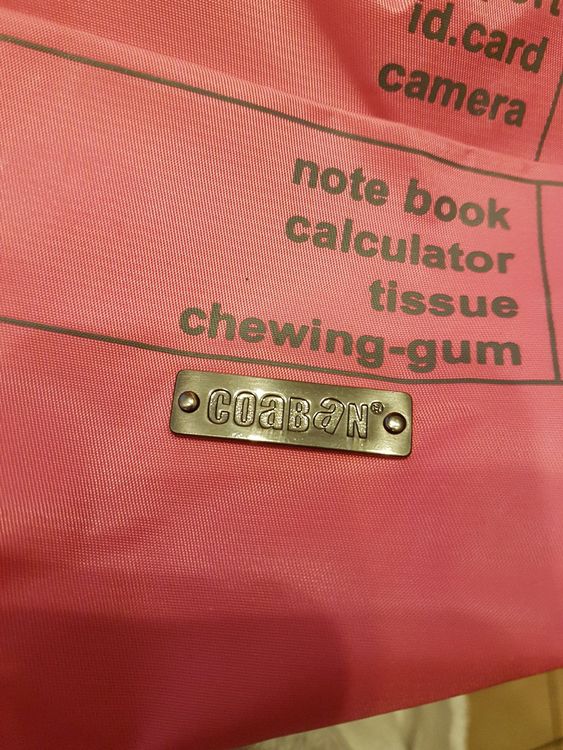 id.card
camera
note book
calculator
tissue
chewing-gum
COaBaN®